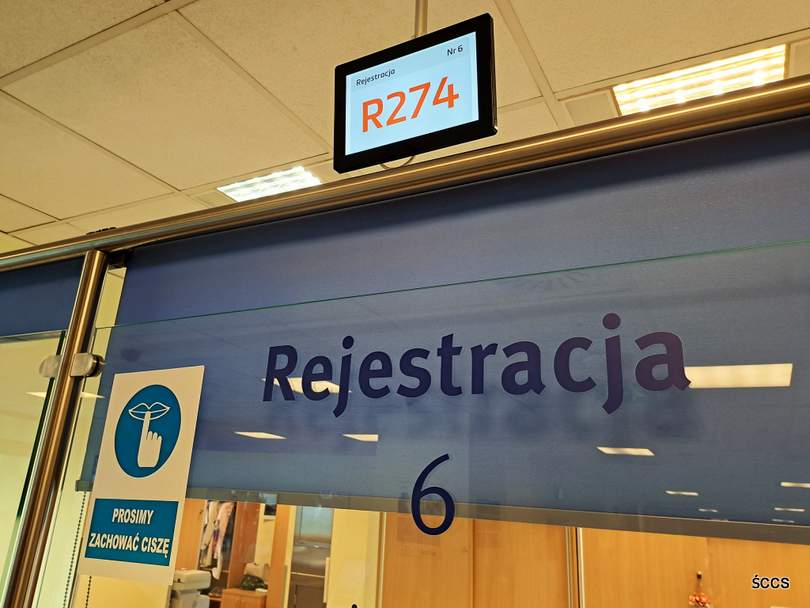 Rejestracja Nr 6
R274
Rejestracja
6
PROSIMY
ZACHOWAĆ CISZĘ
ŚCCS